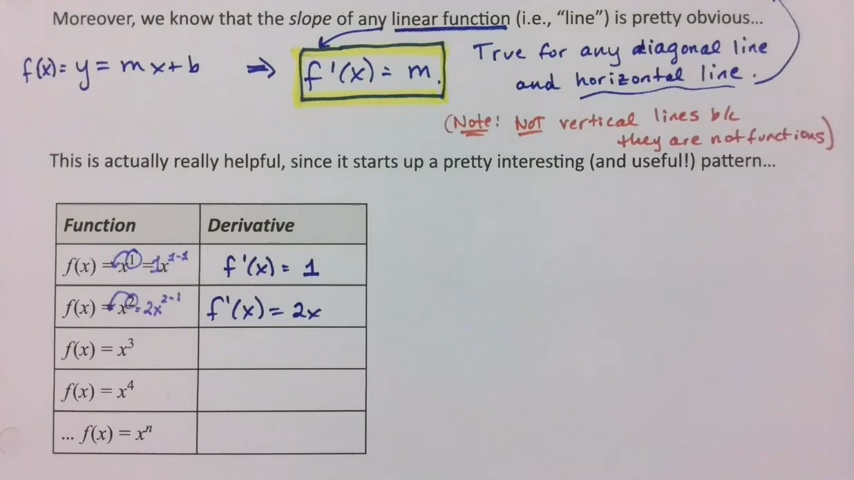 Moreover, we know that the slope of any linear function (i.e., “line”) is pretty obvious...
f(x) = y = mx+b ⇒ f'(x) = m. True for any diagonal line
and horizontal line.
(Note: NOT vertical lines b/c
they are not functions)
This is actually really helpful, since it starts up a pretty interesting (and useful!) pattern...
Function Derivative
f(x) = x¹ = 1x¹⁻¹ f'(x) = 1
f(x) = x² = 2x²⁻¹ f'(x) = 2x
f(x) = x³
f(x) = x⁴
... f(x) = xⁿ